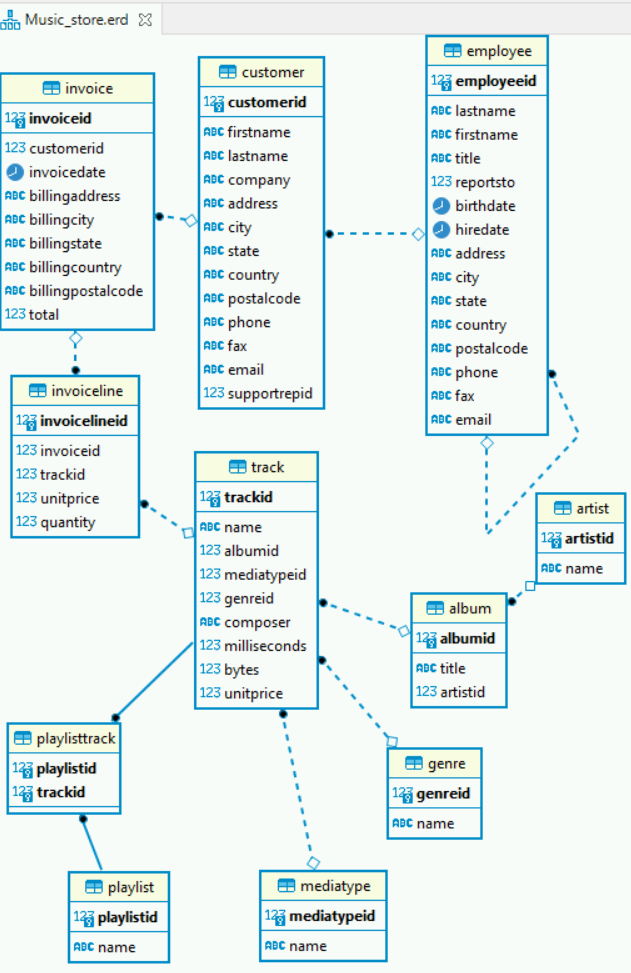 Music_store.erd
invoice
123 invoiceid
123 customerid
invoicedate
ABC billingaddress
ABC billingcity
ABC billingstate
ABC billingcountry
ABC billingpostalcode
123 total
customer
123 customerid
ABC firstname
ABC lastname
ABC company
ABC address
ABC city
ABC state
ABC country
ABC postalcode
ABC phone
ABC fax
ABC email
123 supportrepid
employee
123 employeeid
ABC lastname
ABC firstname
ABC title
123 reportsto
birthdate
hiredate
ABC address
ABC city
ABC state
ABC country
ABC postalcode
ABC phone
ABC fax
ABC email
invoiceline
123 invoicelineid
123 invoiceid
123 trackid
123 unitprice
123 quantity
track
123 trackid
ABC name
123 albumid
123 mediatypeid
123 genreid
ABC composer
123 milliseconds
123 bytes
123 unitprice
artist
123 artistid
ABC name
album
123 albumid
ABC title
123 artistid
playlisttrack
123 playlistid
123 trackid
genre
123 genreid
ABC name
playlist
123 playlistid
ABC name
mediatype
123 mediatypeid
ABC name